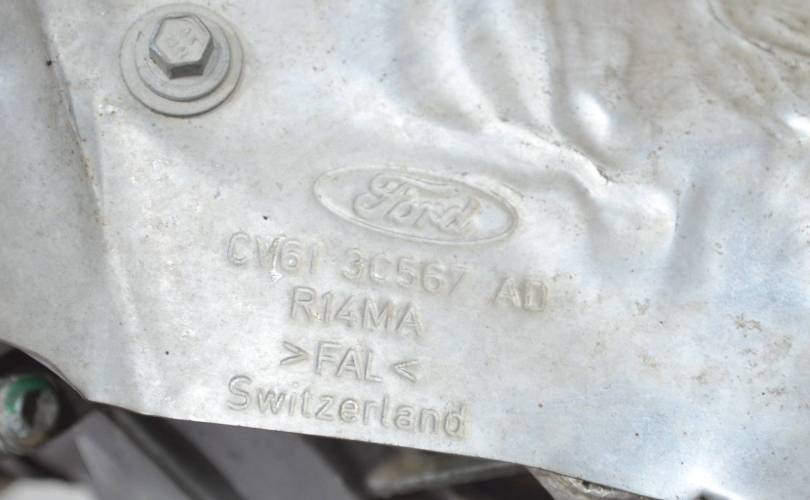 Ford
CV61 3C567 AD
R14MA
>FAL<
Switzerland